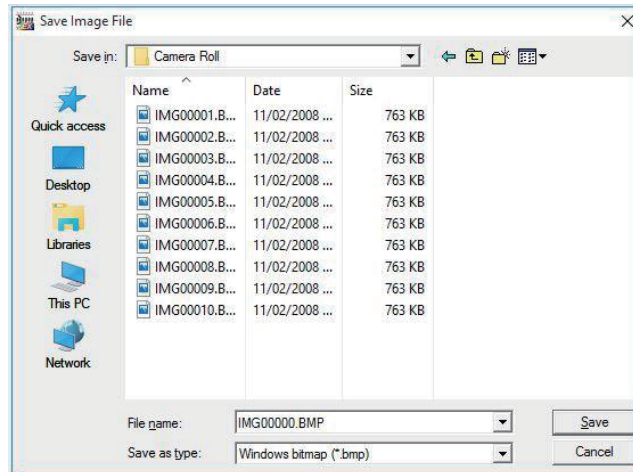 Save Image File
Save in: Camera Roll
Name Date Size
IMG00001.B... 11/02/2008 ... 763 KB
IMG00002.B... 11/02/2008 ... 763 KB
IMG00003.B... 11/02/2008 ... 763 KB
IMG00004.B... 11/02/2008 ... 763 KB
IMG00005.B... 11/02/2008 ... 763 KB
IMG00006.B... 11/02/2008 ... 763 KB
IMG00007.B... 11/02/2008 ... 763 KB
IMG00008.B... 11/02/2008 ... 763 KB
IMG00009.B... 11/02/2008 ... 763 KB
IMG00010.B... 11/02/2008 ... 763 KB
Quick access
Desktop
Libraries
This PC
Network
File name: IMG00000.BMP Save
Save as type: Windows bitmap (*.bmp) Cancel